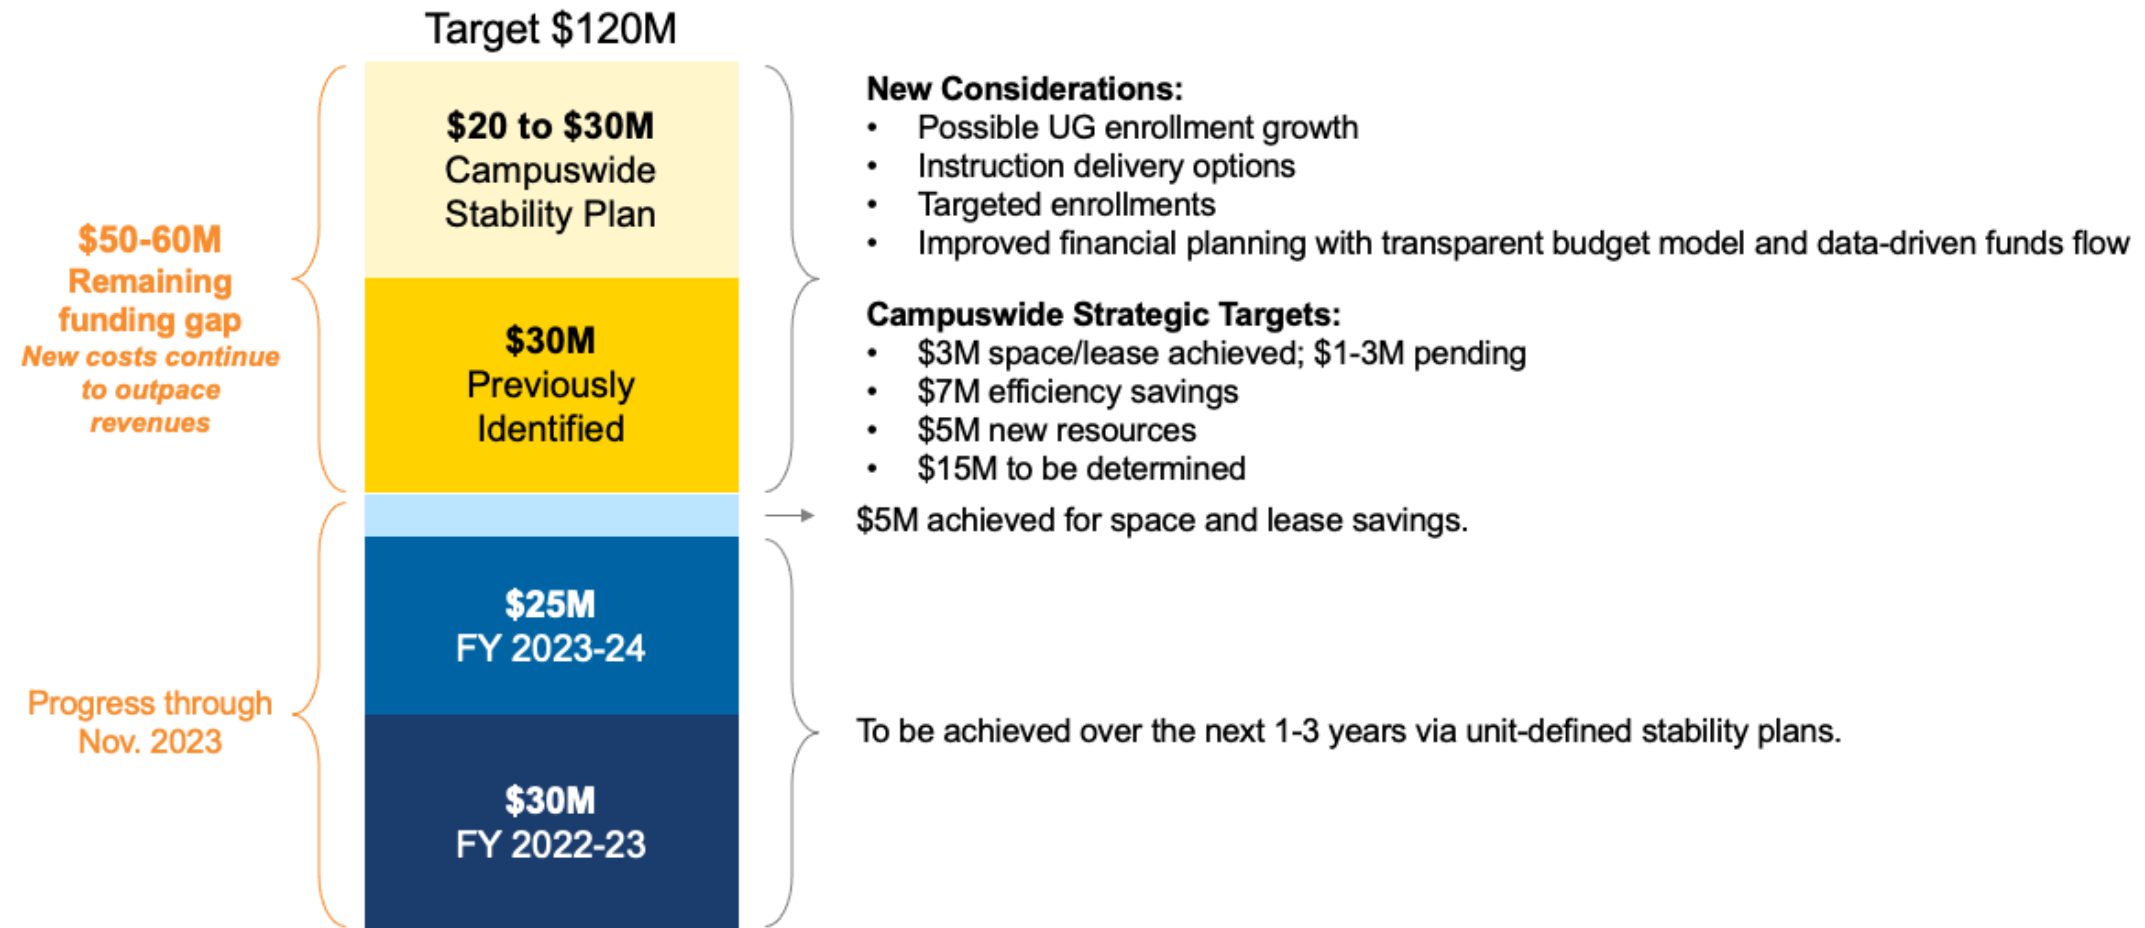 Target $120M
$20 to $30M
Campuswide
Stability Plan
$30M
Previously
Identified
$25M
FY 2023-24
$30M
FY 2022-23
$50-60M
Remaining
funding gap
New costs continue
to outpace
revenues
Progress through
Nov. 2023
New Considerations:
• Possible UG enrollment growth
• Instruction delivery options
• Targeted enrollments
• Improved financial planning with transparent budget model and data-driven funds flow
Campuswide Strategic Targets:
• $3M space/lease achieved; $1-3M pending
• $7M efficiency savings
• $5M new resources
• $15M to be determined
$5M achieved for space and lease savings.
To be achieved over the next 1-3 years via unit-defined stability plans.